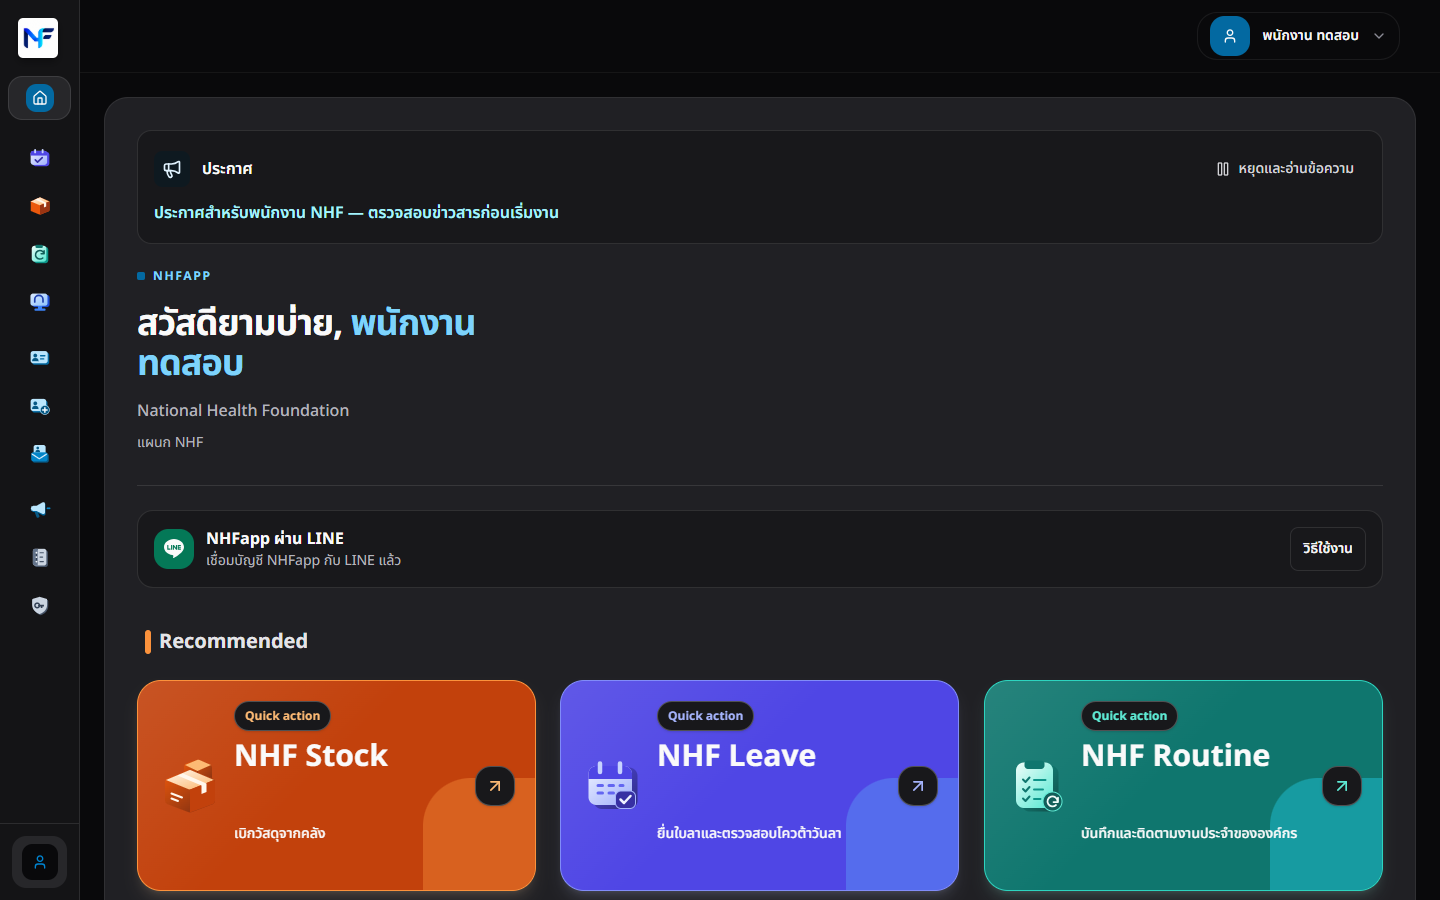 NF
พนักงาน ทดสอบ
ประกาศ
หยุดและอ่านข้อความ
ประกาศสำหรับพนักงาน NHF — ตรวจสอบข่าวสารก่อนเริ่มงาน
NHFAPP
สวัสดียามบ่าย, พนักงาน
ทดสอบ
National Health Foundation
แผนก NHF
LINE
NHFapp ผ่าน LINE
เชื่อมบัญชี NHFapp กับ LINE แล้ว
วิธีใช้งาน
Recommended
Quick action
NHF Stock
เบิกวัสดุจากคลัง
Quick action
NHF Leave
ยื่นใบลาและตรวจสอบโควต้าวันลา
Quick action
NHF Routine
บันทึกและติดตามงานประจำขององค์กร